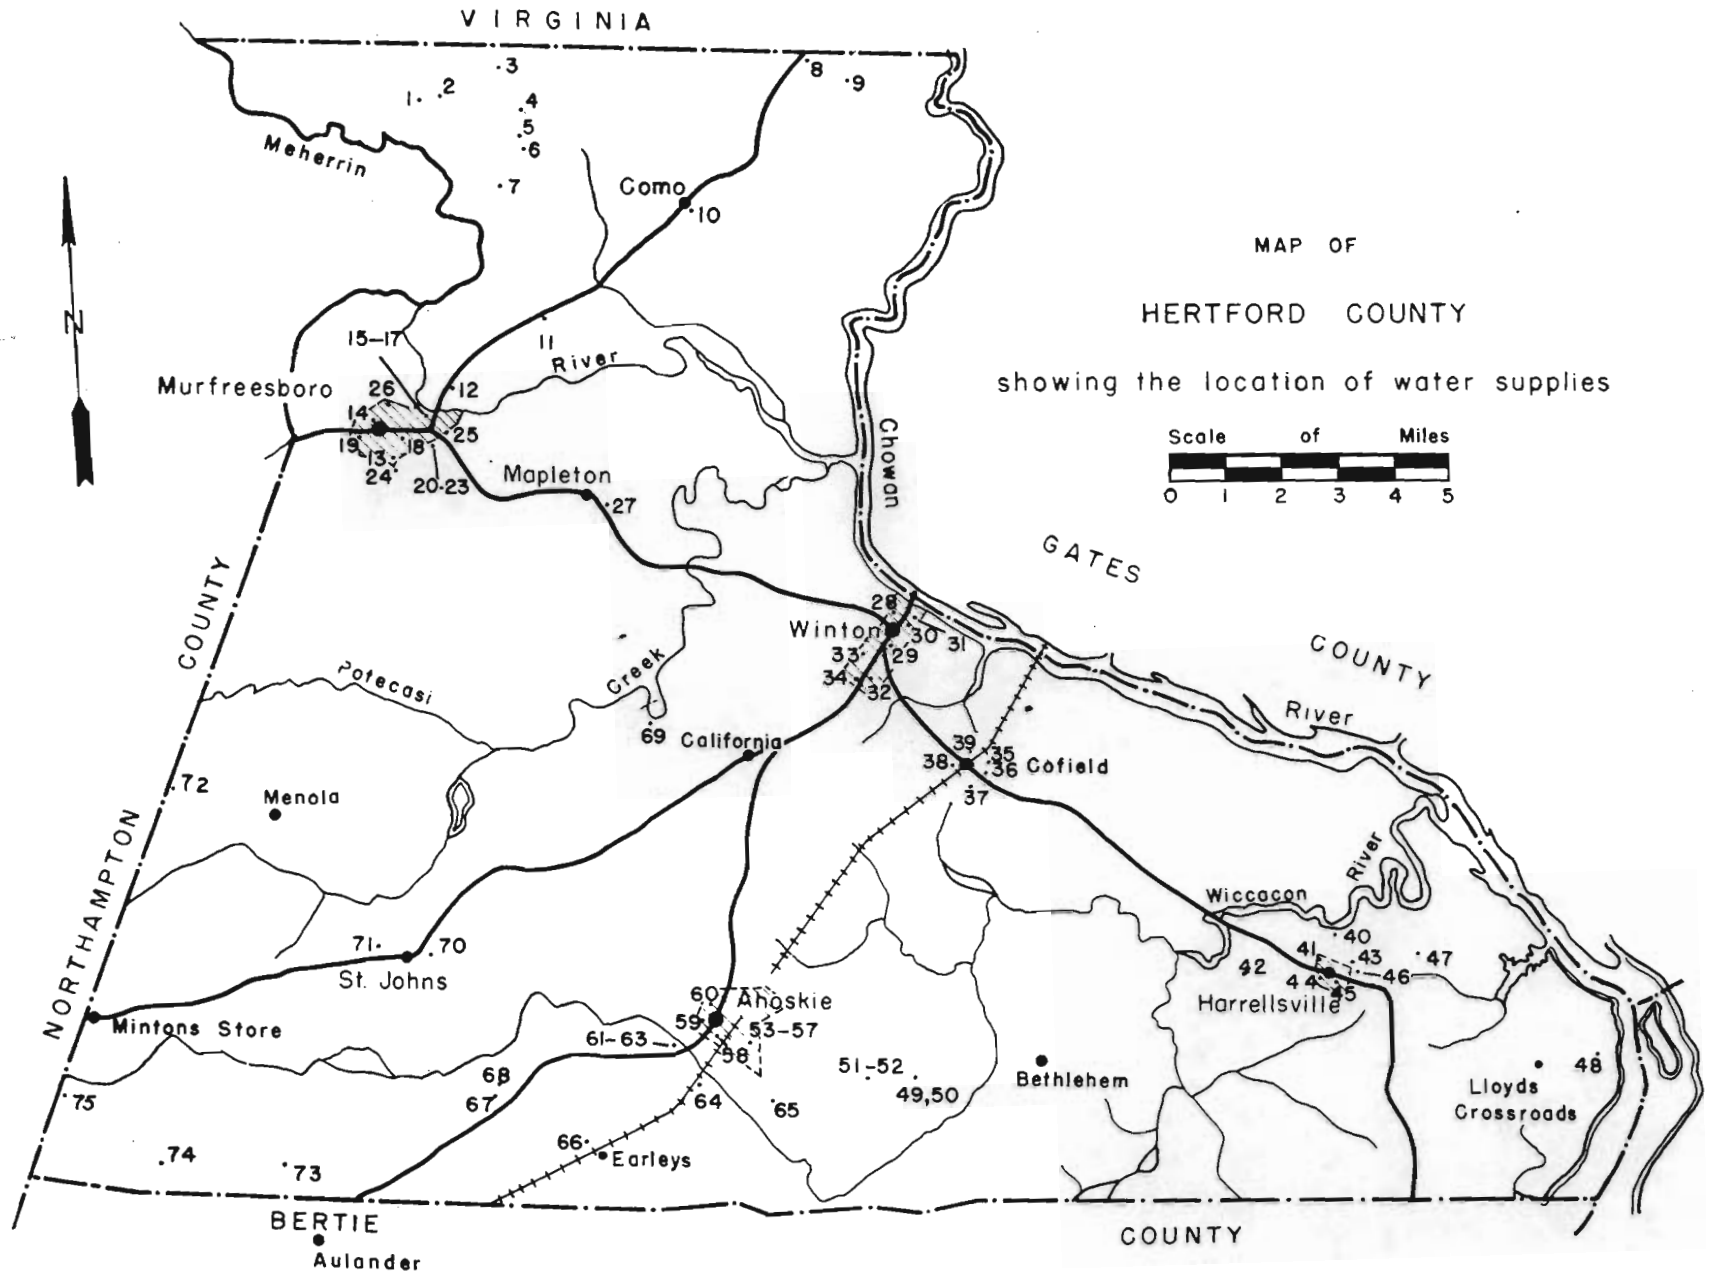 VIRGINIA
3
8
9
1
2
4
5
6
Meherrin
7
Como
10
MAP OF
HERTFORD COUNTY
showing the location of water supplies
Scale of Miles
0 1 2 3 4 5
N
15-17
11
River
Murfreesboro
26
12
14
19
13
18
25
24
20-23
Mapleton
27
Chowan
GATES
COUNTY
COUNTY
28
Winton
30
31
33
29
34
32
Potecasi
Creek
69
California
River
39
35
38
36
Cofield
37
72
Menola
NORTHAMPTON
River
Wiccacon
40
41
43
47
42
44
46
45
Harrellsville
71
70
St. Johns
60
Ahoskie
59
53-57
58
61-63
Mintons Store
51-52
49,50
Bethlehem
48
Lloyds
Crossroads
68
67
64
65
75
66
Earleys
74
73
BERTIE
COUNTY
Aulander